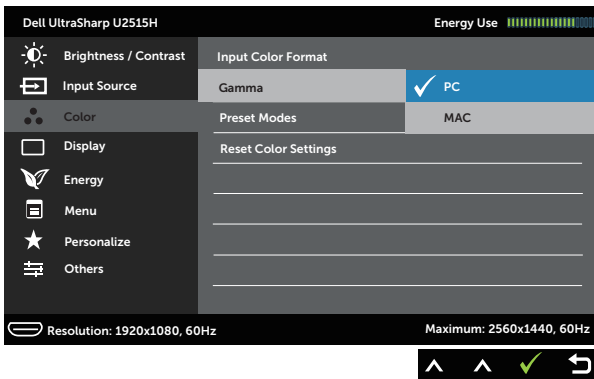 Dell UltraSharp U2515H Energy Use
Brightness / Contrast Input Color Format
Input Source Gamma PC
Color Preset Modes MAC
Display Reset Color Settings
Energy
Menu
Personalize
Others
Resolution: 1920x1080, 60Hz Maximum: 2560x1440, 60Hz